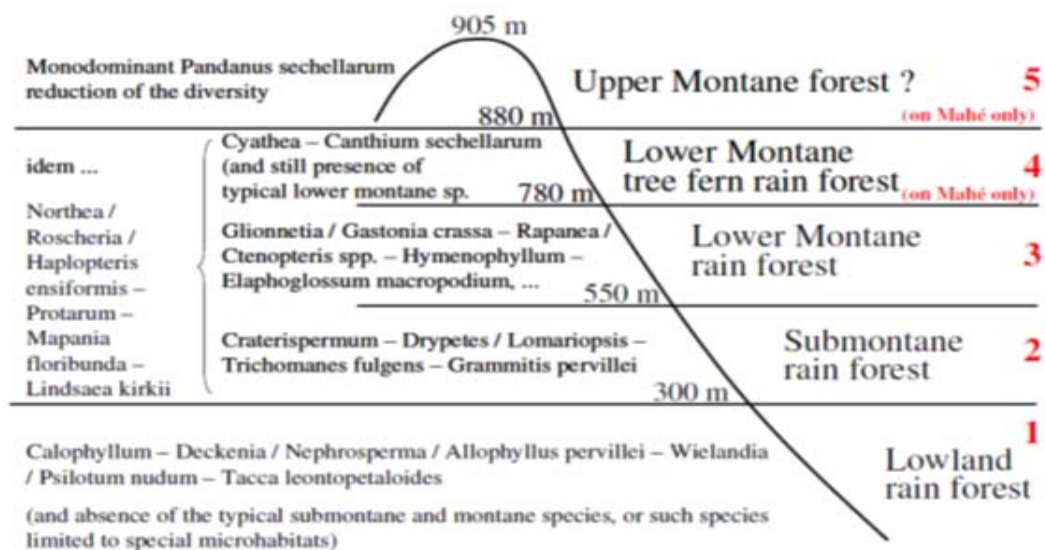 905 m
Monodominant Pandanus sechellarum
reduction of the diversity
Upper Montane forest ?
5
(on Mahé only)
880 m
idem ...
Northea /
Roscheria /
Haplopteris
ensiformis –
Protarum –
Mapania
floribunda –
Lindsaea kirkii
Cyathea – Canthium sechellarum
(and still presence of
typical lower montane sp.
780 m
Lower Montane
tree fern rain forest
4
(on Mahé only)
Glionnetia / Gastonia crassa – Rapanea /
Ctenopteris spp. – Hymenophyllum –
Elaphoglossum macropodium, ...
550 m
Lower Montane
rain forest
3
Craterispermum – Drypetes / Lomariopsis –
Trichomanes fulgens – Grammitis pervillei
300 m
Submontane
rain forest
2
Calophyllum – Deckenia / Nephrosperma / Allophyllus pervillei – Wielandia
/ Psilotum nudum – Tacca leontopetaloides
(and absence of the typical submontane and montane species, or such species
limited to special microhabitats)
1
Lowland
rain forest